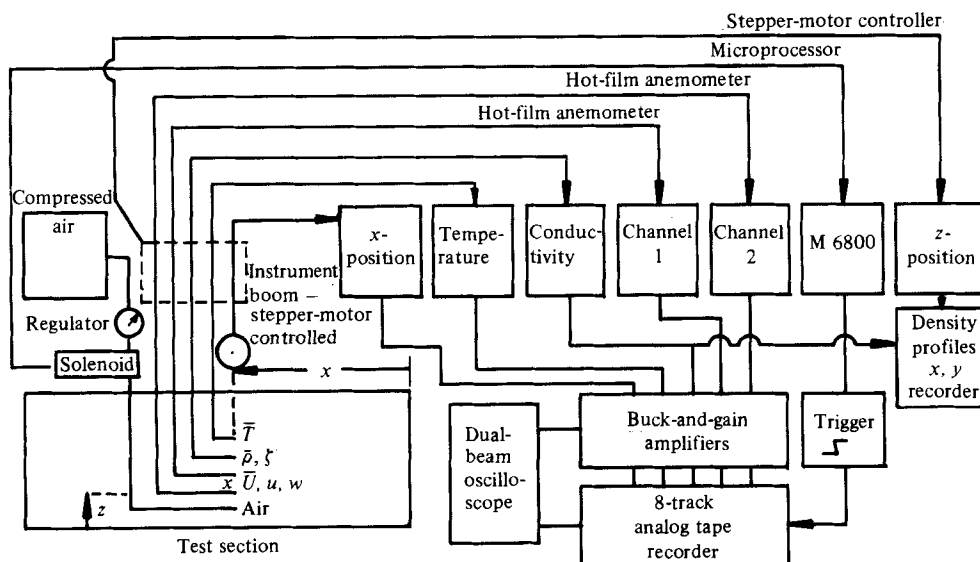 Stepper-motor controller
Microprocessor
Hot-film anemometer
Hot-film anemometer
Compressed
air
x-
position
Tempe-
rature
Conduc-
tivity
Channel
1
Channel
2
M 6800
z-
position
Instrument
boom –
stepper-motor
controlled
Regulator
Solenoid
x
Density
profiles
x, y
recorder
T̅
ρ̅, ζ
x U̅, u, w
Air
z
Test section
Dual-
beam
oscillo-
scope
Buck-and-gain
amplifiers
Trigger
8-track
analog tape
recorder